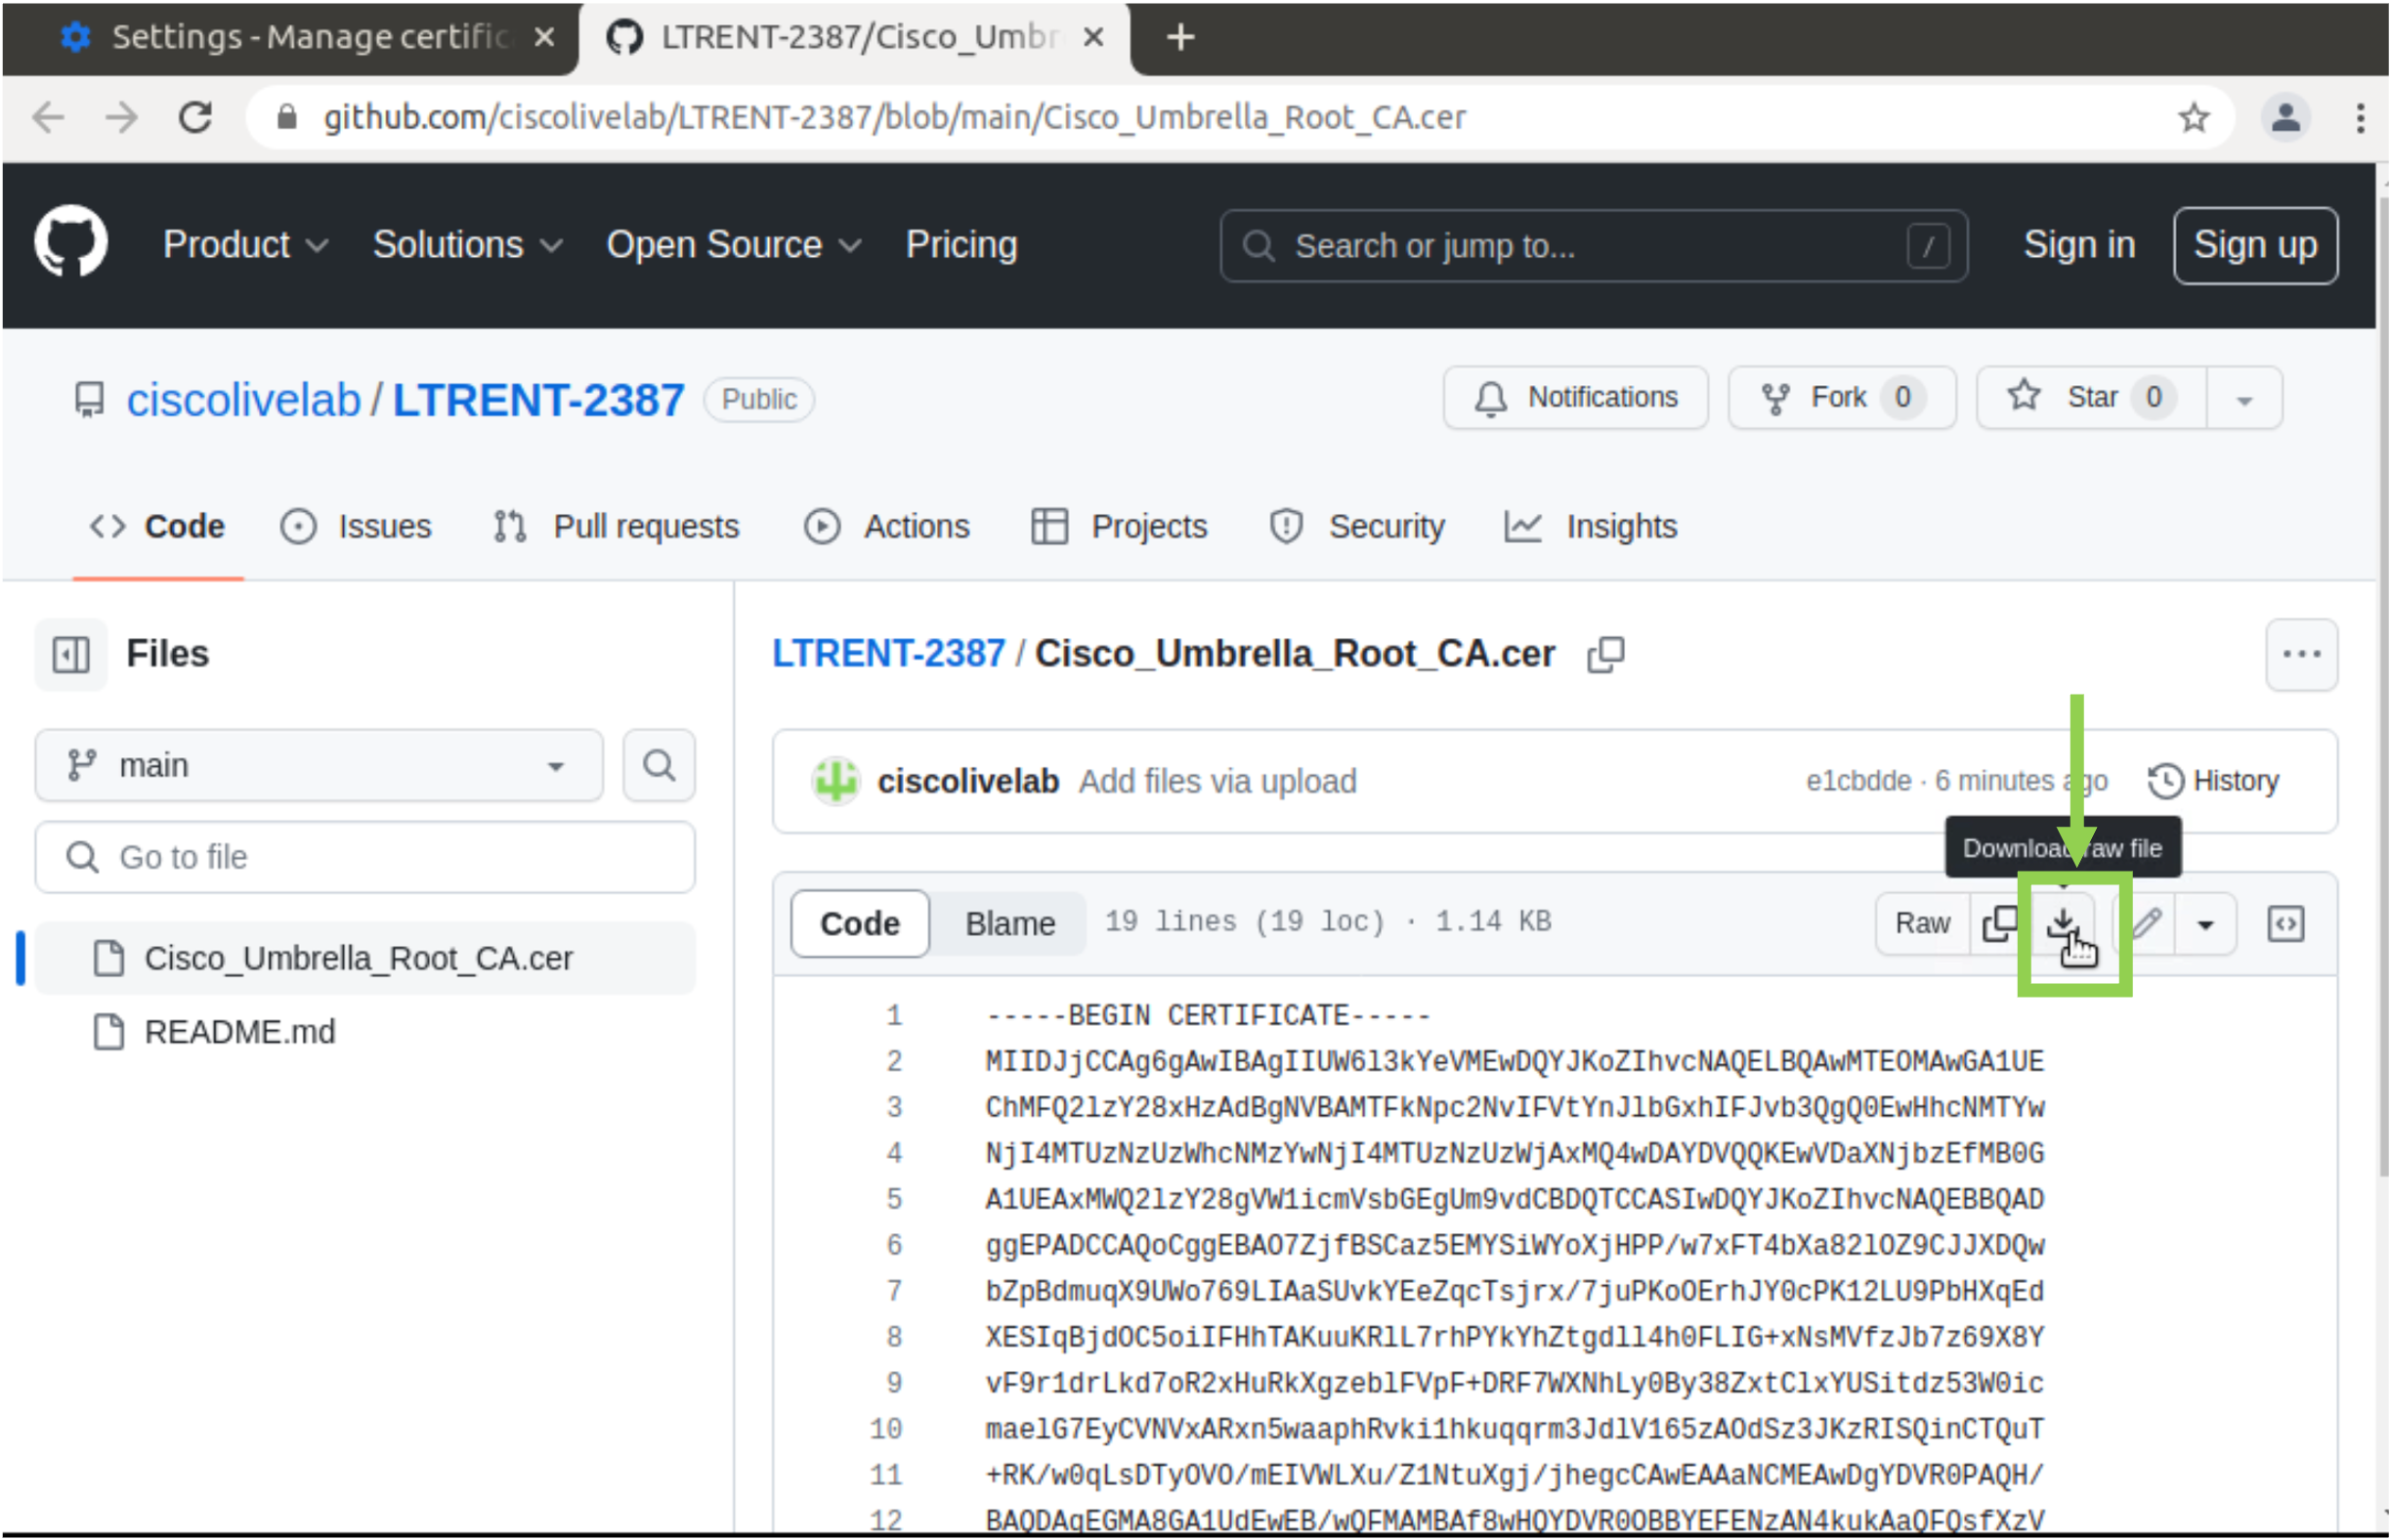 Settings - Manage certific
LTRENT-2387/Cisco_Umbr
github.com/ciscolivelab/LTRENT-2387/blob/main/Cisco_Umbrella_Root_CA.cer
Product Solutions Open Source Pricing Search or jump to... / Sign in Sign up
ciscolivelab / LTRENT-2387 Public Notifications Fork 0 Star 0
Code Issues Pull requests Actions Projects Security Insights
Files
main
Go to file
Cisco_Umbrella_Root_CA.cer
README.md
LTRENT-2387 / Cisco_Umbrella_Root_CA.cer
ciscolivelab Add files via upload e1cbdde · 6 minutes ago History
Download raw file
Code Blame 19 lines (19 loc) · 1.14 KB Raw
1 -----BEGIN CERTIFICATE-----
2 MIIDJjCCAg6gAwIBAgIIUW6l3kYeVMEwDQYJKoZIhvcNAQELBQAwMTEOMAwGA1UE
3 ChMFQ2lzY28xHzAdBgNVBAMTFkNpc2NvIFVtYnJlbGxhIFJvb3QgQ0EwHhcNMTYw
4 NjI4MTUzNzUzWhcNMzYwNjI4MTUzNzUzWjAxMQ4wDAYDVQQKEwVDaXNjbzEfMB0G
5 A1UEAxMWQ2lzY28gVW1icmVsbGEgUm9vdCBDQTCCASIwDQYJKoZIhvcNAQEBBQAD
6 ggEPADCCAQoCggEBAO7ZjfBSCaz5EMYSiWYoXjHPP/w7xFT4bXa82lOZ9CJJXDQw
7 bZpBdmuqX9UWo769LIAaSUvkYEeZqcTsjrx/7juPKoOErhJY0cPK12LU9PbHXqEd
8 XESIqBjdOC5oiIFHhTAKuuKRlL7rhPYkYhZtgdll4h0FLIG+xNsMVfzJb7z69X8Y
9 vF9r1drLkd7oR2xHuRkXgzeblFVpF+DRF7WXNhLy0By38ZxtClxYUSitdz53W0ic
10 maelG7EyCVNVxARxn5waaphRvki1hkuqqrm3JdlV165zAOdSz3JKzRISQinCTQuT
11 +RK/w0qLsDTyOVO/mEIVWLXu/Z1NtuXgj/jhegcCAwEAAaNCMEAwDgYDVR0PAQH/
12 BAQDAgEGMA8GA1UdEwEB/wQFMAMBAf8wHQYDVR0OBBYEFENzAN4kukAaQFQsfXzV